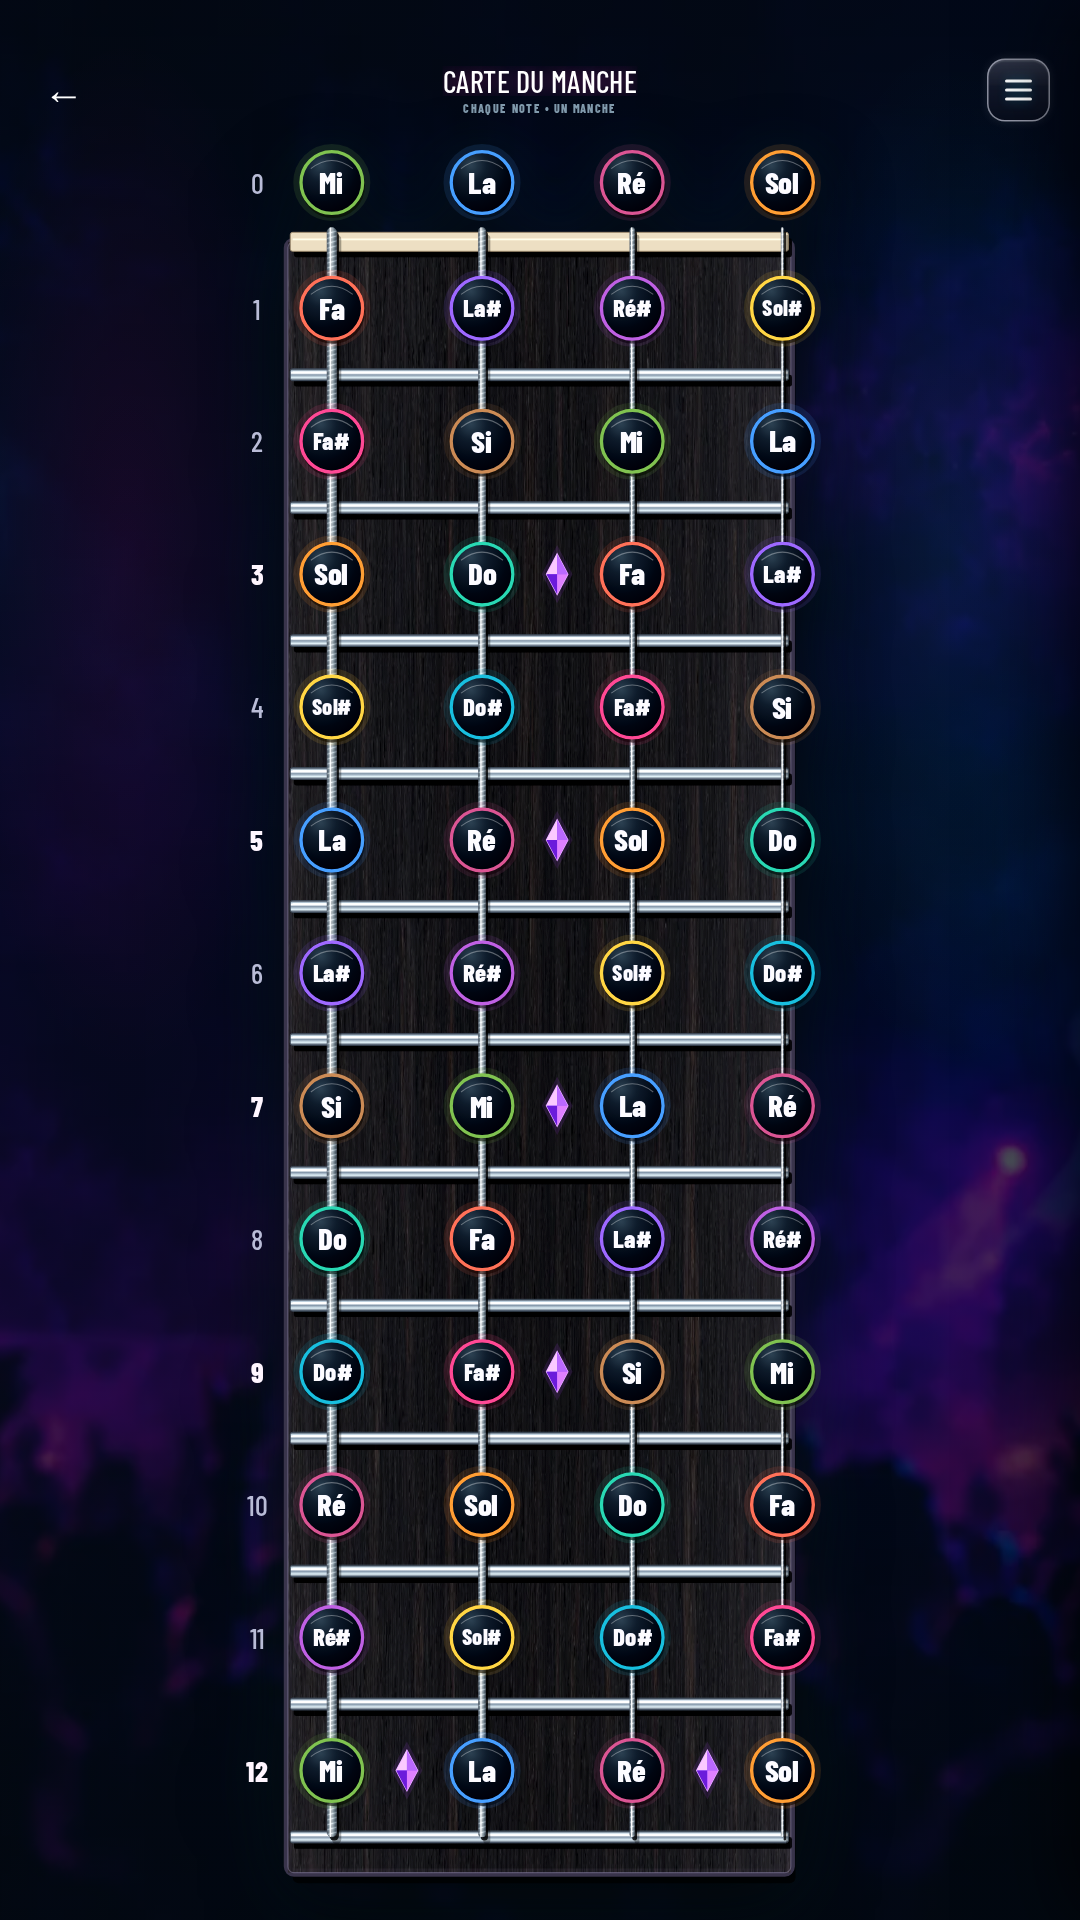 ←
CARTE DU MANCHE
CHAQUE NOTE • UN MANCHE
0 Mi La Ré Sol
1 Fa La# Ré# Sol#
2 Fa# Si Mi La
3 Sol Do Fa La#
4 Sol# Do# Fa# Si
5 La Ré Sol Do
6 La# Ré# Sol# Do#
7 Si Mi La Ré
8 Do Fa La# Ré#
9 Do# Fa# Si Mi
10 Ré Sol Do Fa
11 Ré# Sol# Do# Fa#
12 Mi La Ré Sol